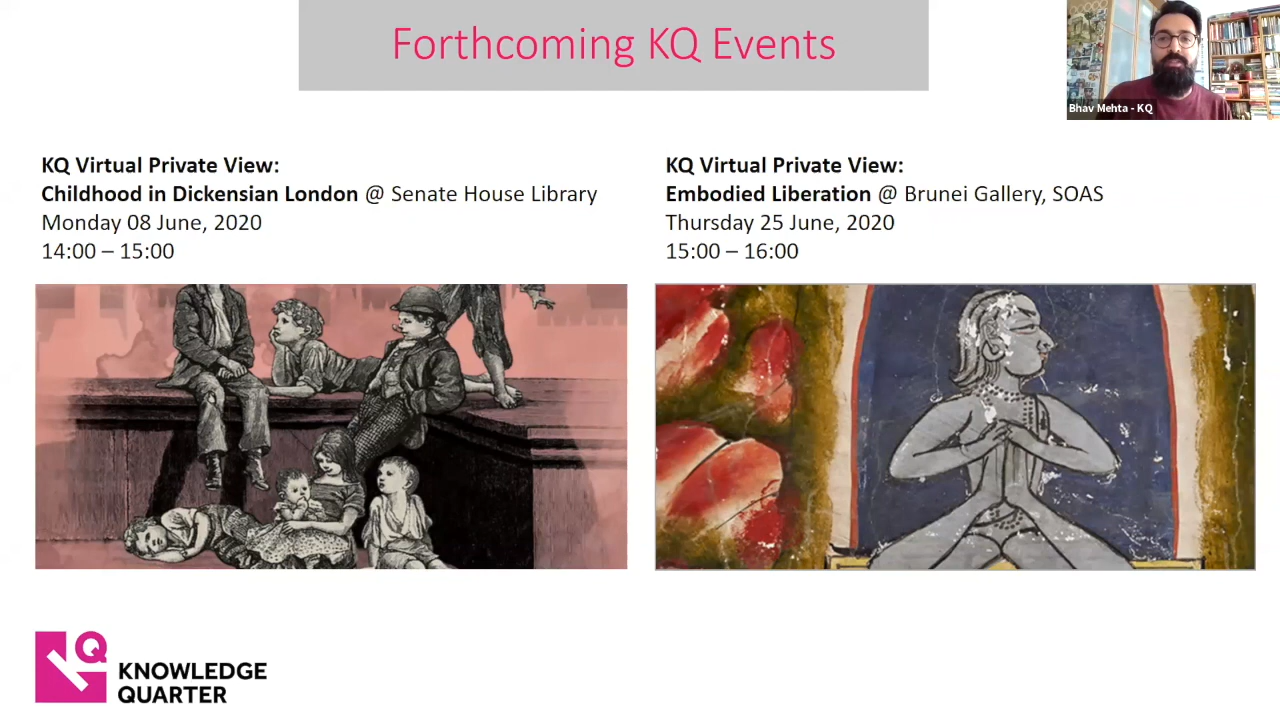 Forthcoming KQ Events
Bhav Mehta - KQ
KQ Virtual Private View:
Childhood in Dickensian London @ Senate House Library
Monday 08 June, 2020
14:00 – 15:00
KQ Virtual Private View:
Embodied Liberation @ Brunei Gallery, SOAS
Thursday 25 June, 2020
15:00 – 16:00
KQ
KNOWLEDGE
QUARTER